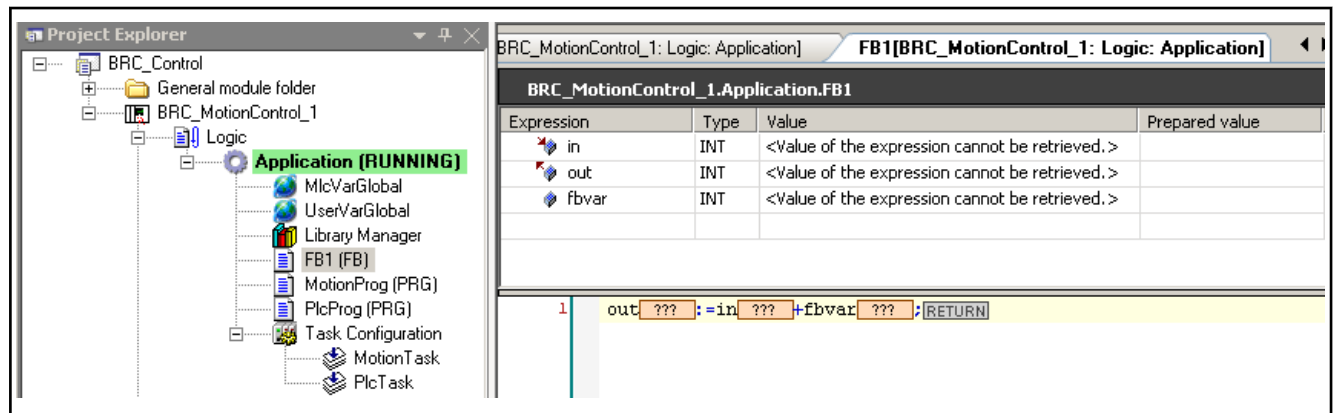 Project Explorer
BRC_Control
General module folder
BRC_MotionControl_1
Logic
Application (RUNNING)
MlcVarGlobal
UserVarGlobal
Library Manager
FB1 (FB)
MotionProg (PRG)
PlcProg (PRG)
Task Configuration
MotionTask
PlcTask
BRC_MotionControl_1: Logic: Application] FB1[BRC_MotionControl_1: Logic: Application]
BRC_MotionControl_1.Application.FB1
Expression Type Value Prepared value
in INT <Value of the expression cannot be retrieved.>
out INT <Value of the expression cannot be retrieved.>
fbvar INT <Value of the expression cannot be retrieved.>
1 out ??? :=in ??? +fbvar ??? ;RETURN